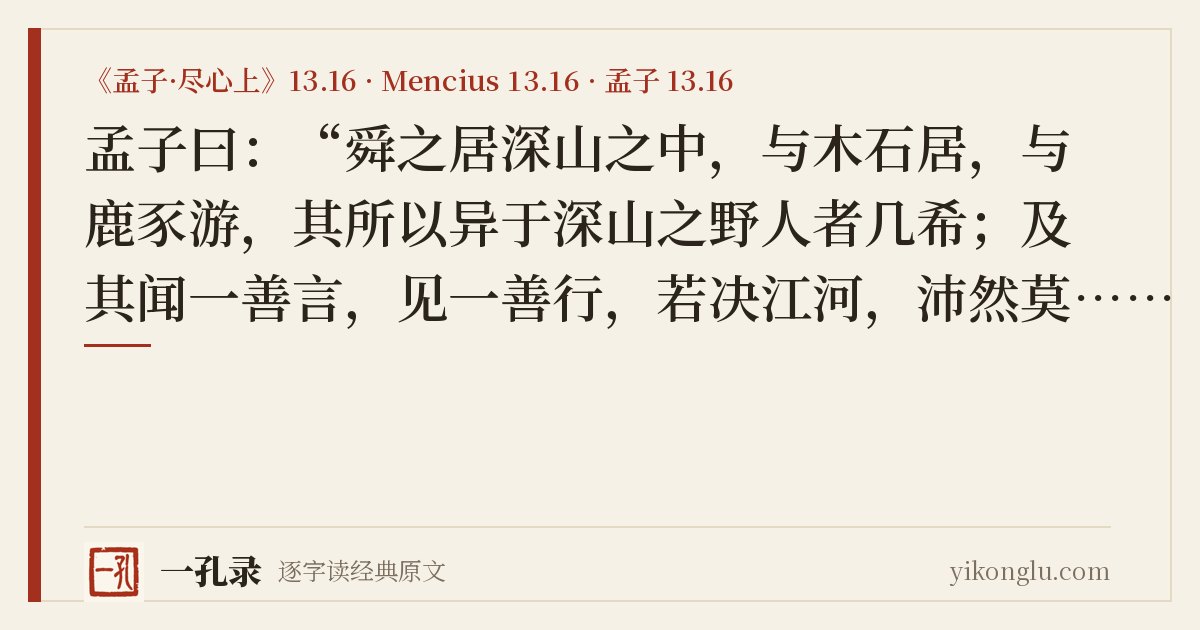 《孟子·尽心上》13.16 · Mencius 13.16 · 孟子 13.16
孟子曰：“舜之居深山之中，与木石居，与
鹿豕游，其所以异于深山之野人者几希；及
其闻一善言，见一善行，若决江河，沛然莫……
一孔
一孔录 逐字读经典原文 yikonglu.com